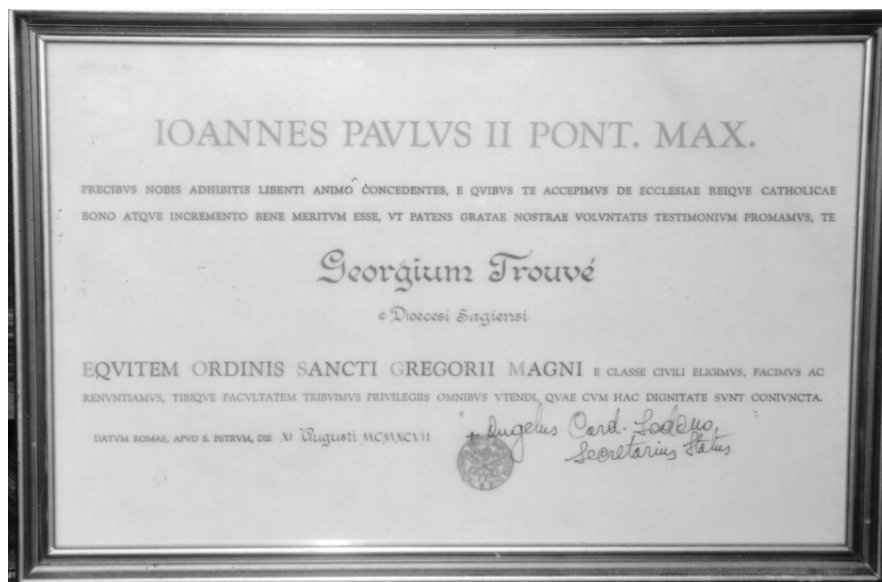 IOANNES PAVLVS II PONT. MAX.
PRECIBVS NOBIS ADHIBITIS LIBENTI ANIMO CONCEDENTES, E QVIBVS TE ACCEPIMVS DE ECCLESIAE REIQVE CATHOLICAE
BONO ATQVE INCREMENTO BENE MERITVM ESSE, VT PATENS GRATAE NOSTRAE VOLVNTATIS TESTIMONIVM PROMAMVS, TE
Georgium Trouvé
e Dioecesi Sagiensi
EQVITEM ORDINIS SANCTI GREGORII MAGNI E CLASSE CIVILI ELIGIMVS, FACIMVS AC
RENVNTIAMVS, TIBIQVE FACVLTATEM TRIBVIMVS PRIVILEGIIS OMNIBVS VTENDI, QVAE CVM HAC DIGNITATE SVNT CONIVNCTA.
DATVM ROMAE, APVD S. PETRVM, DIE XI Augusti MCMXCVII
+ Angelus Card. Sodano,
Secretarius Status